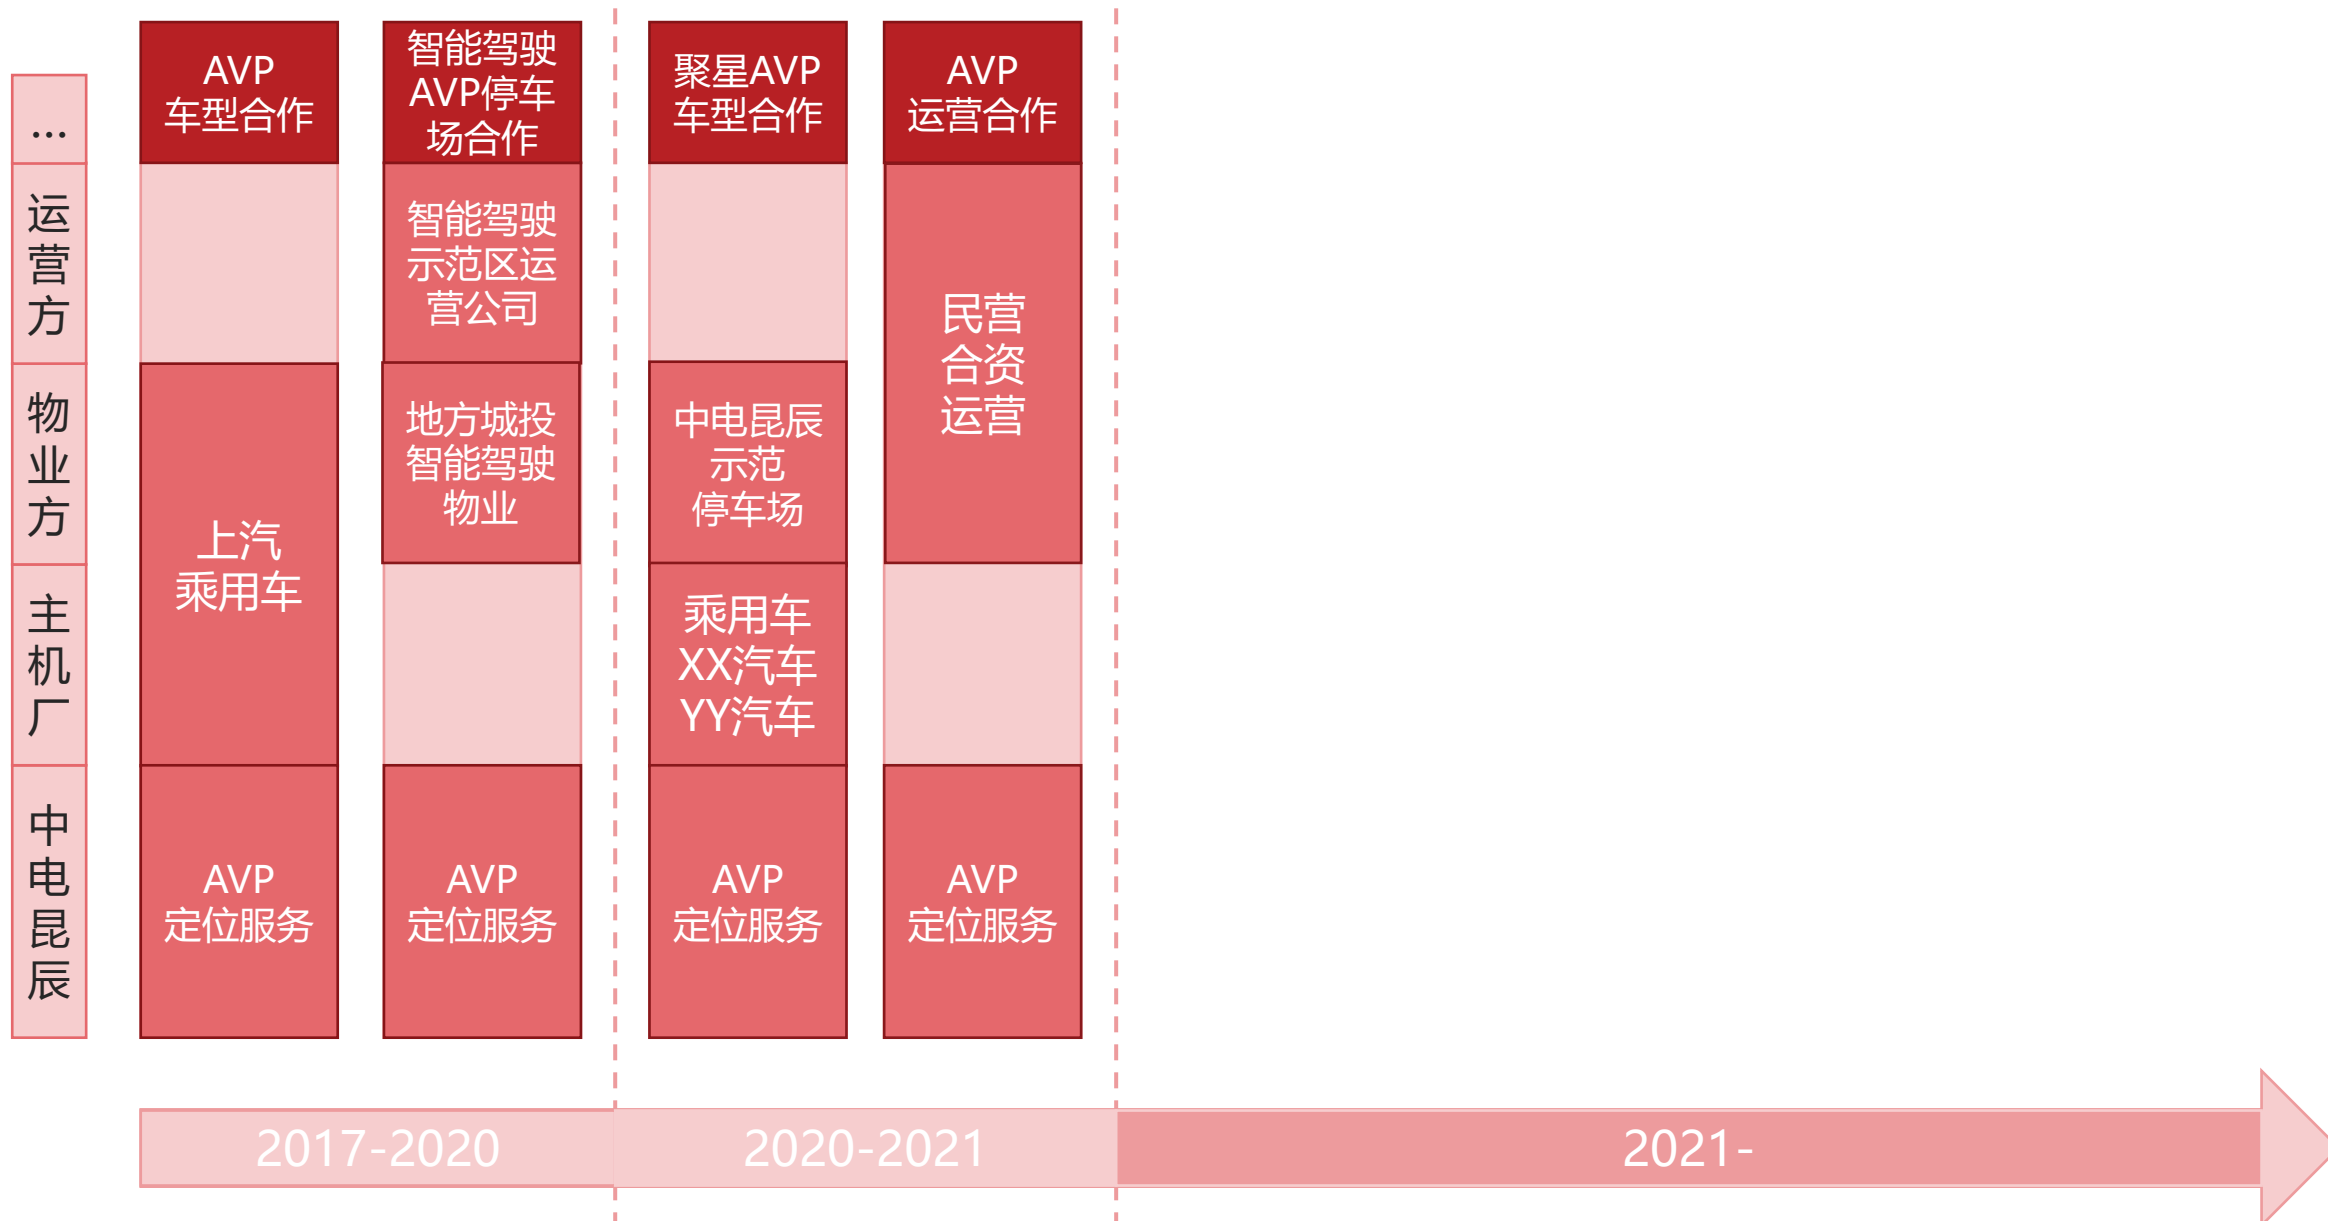 ...
运
营
方
物
业
方
主
机
厂
中
电
昆
辰
AVP
车型合作
上汽
乘用车
AVP
定位服务
智能驾驶
AVP停车
场合作
智能驾驶
示范区运
营公司
地方城投
智能驾驶
物业
AVP
定位服务
聚星AVP
车型合作
中电昆辰
示范
停车场
乘用车
XX汽车
YY汽车
AVP
定位服务
AVP
运营合作
民营
合资
运营
AVP
定位服务
2017-2020
2020-2021
2021-